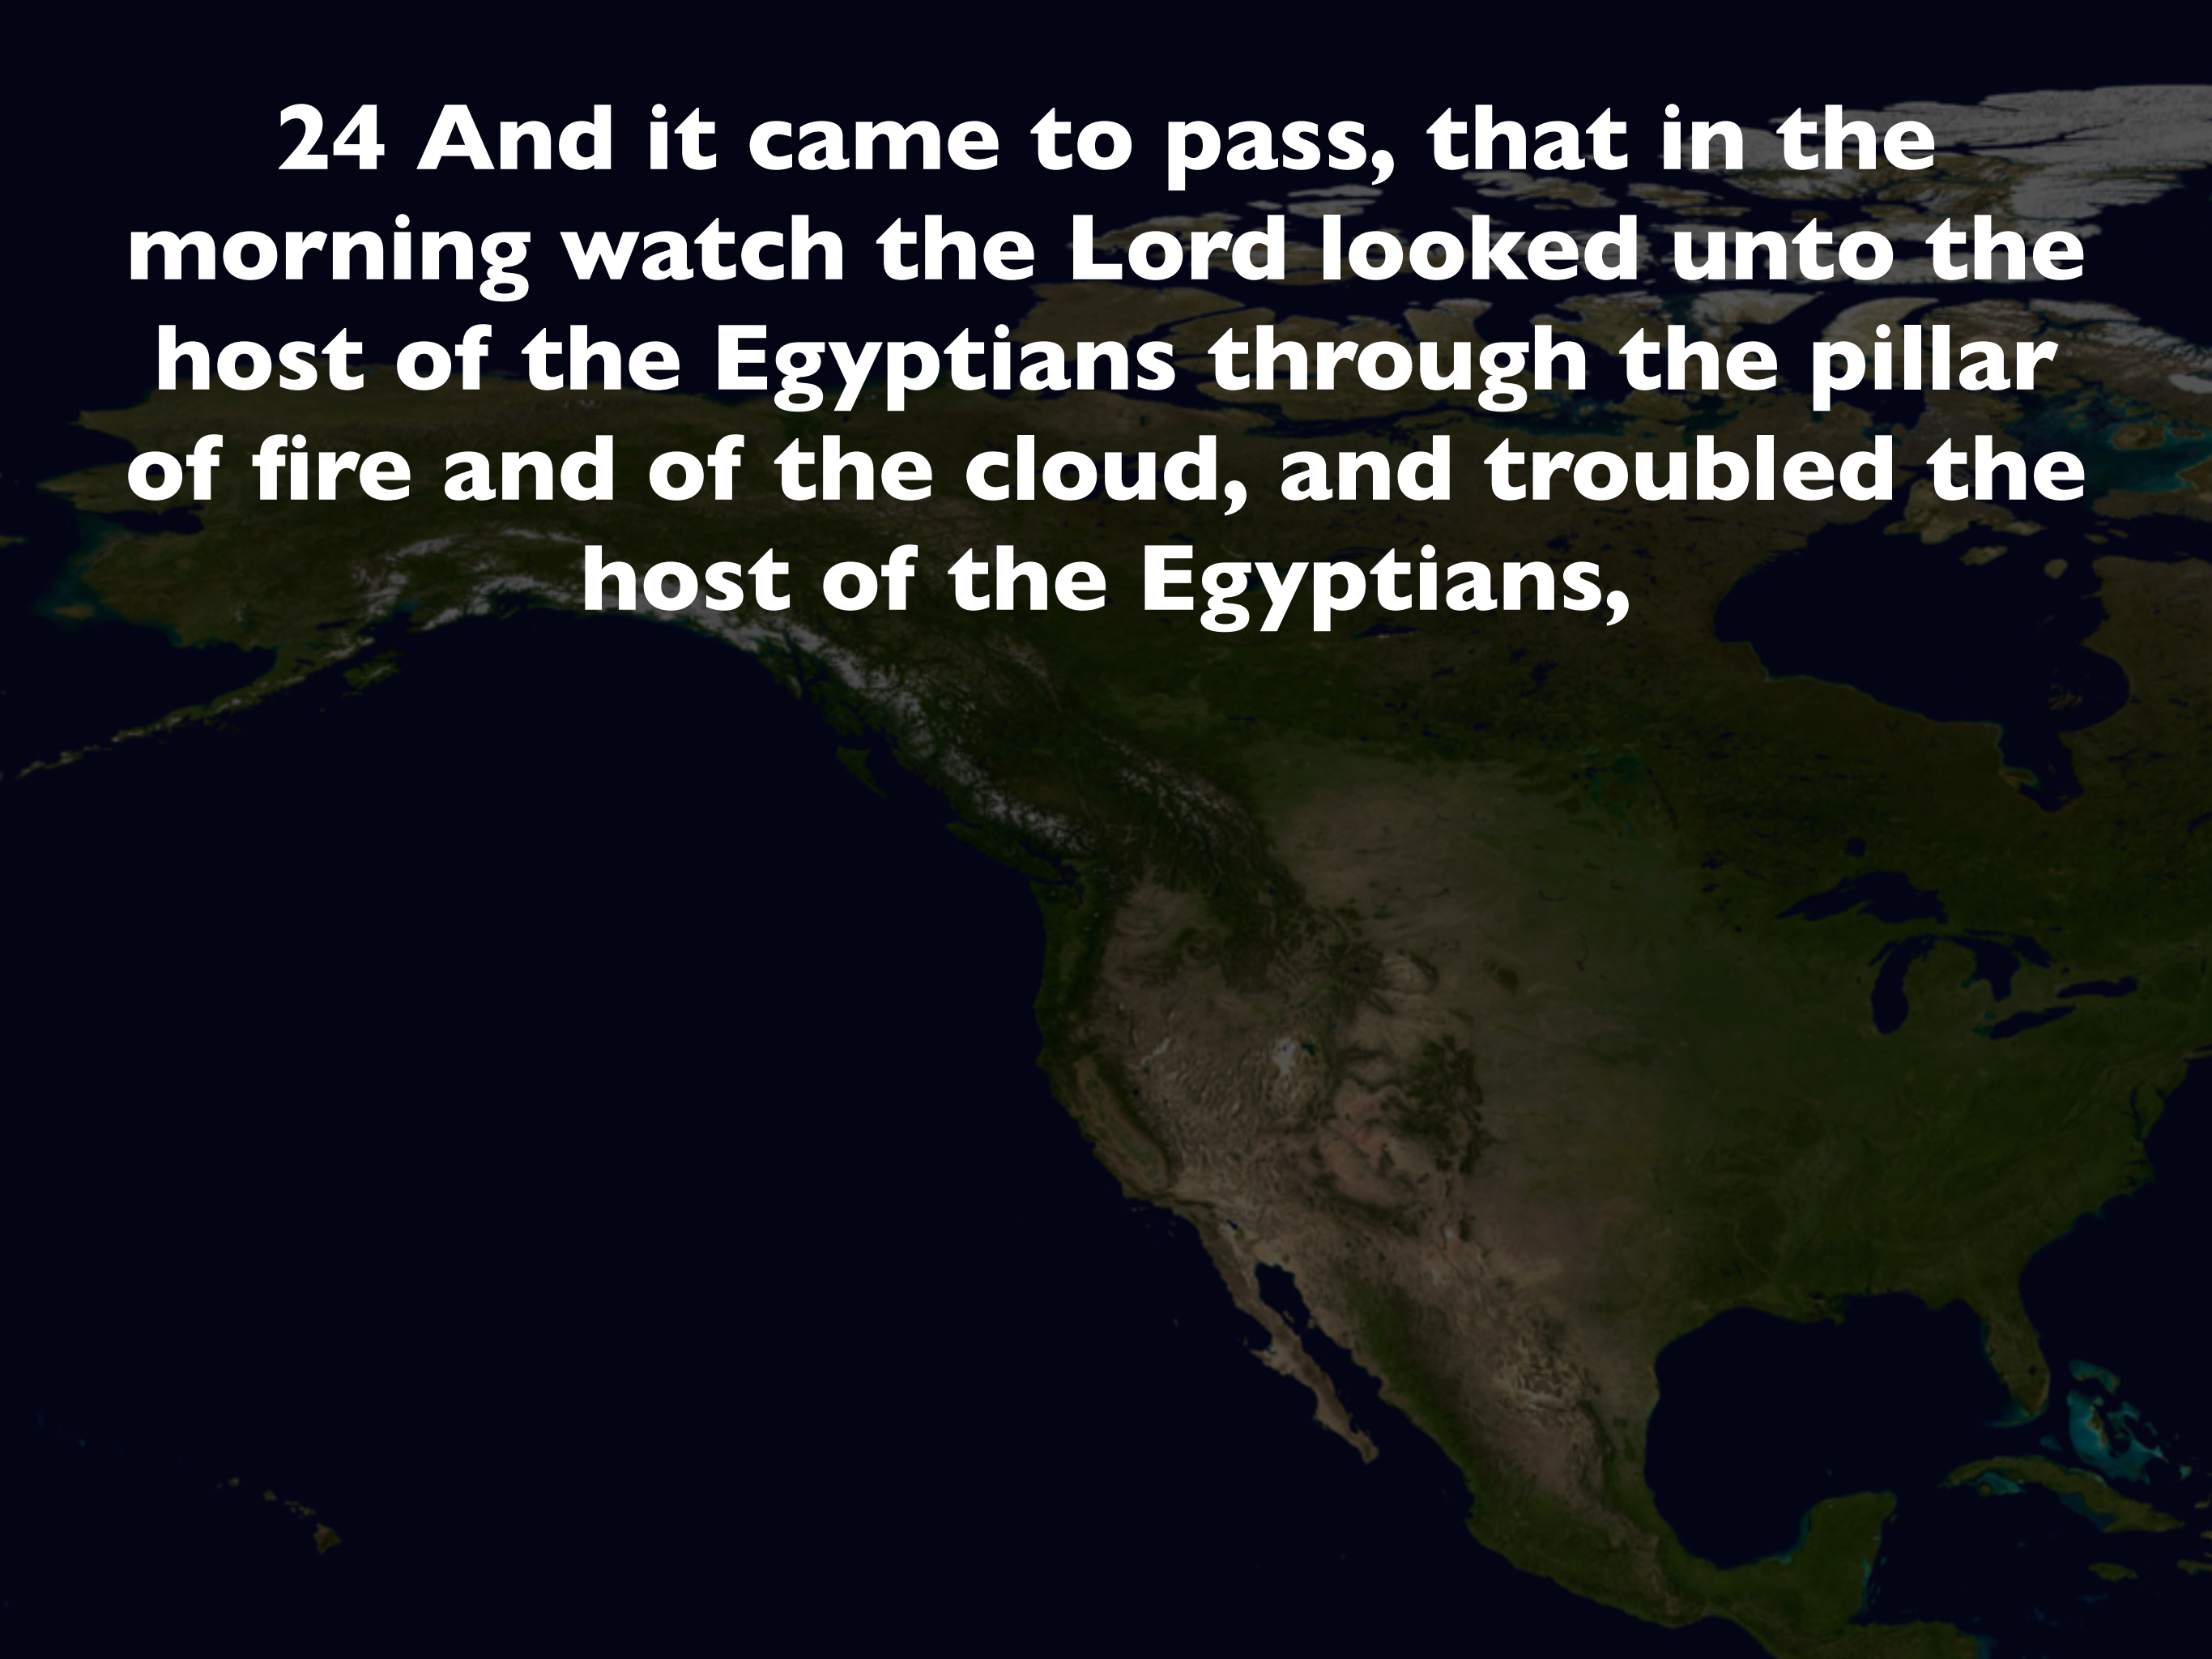 24 And it came to pass, that in the
morning watch the Lord looked unto the
host of the Egyptians through the pillar
of fire and of the cloud, and troubled the
host of the Egyptians,